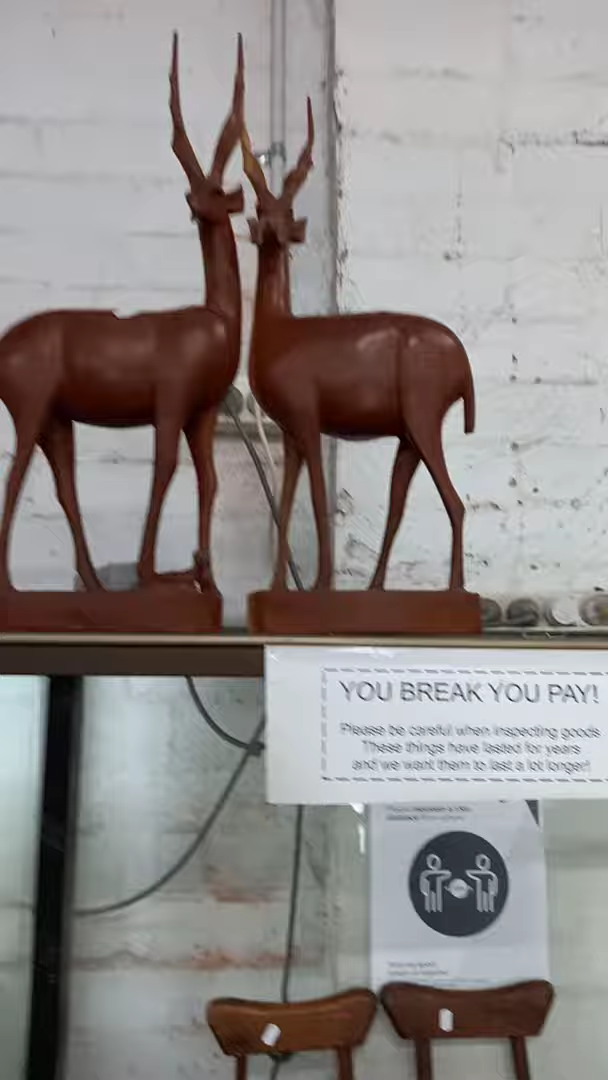 YOU BREAK YOU PAY!
Please be careful when inspecting goods
These things have lasted for years
and we want them to last a lot longer!